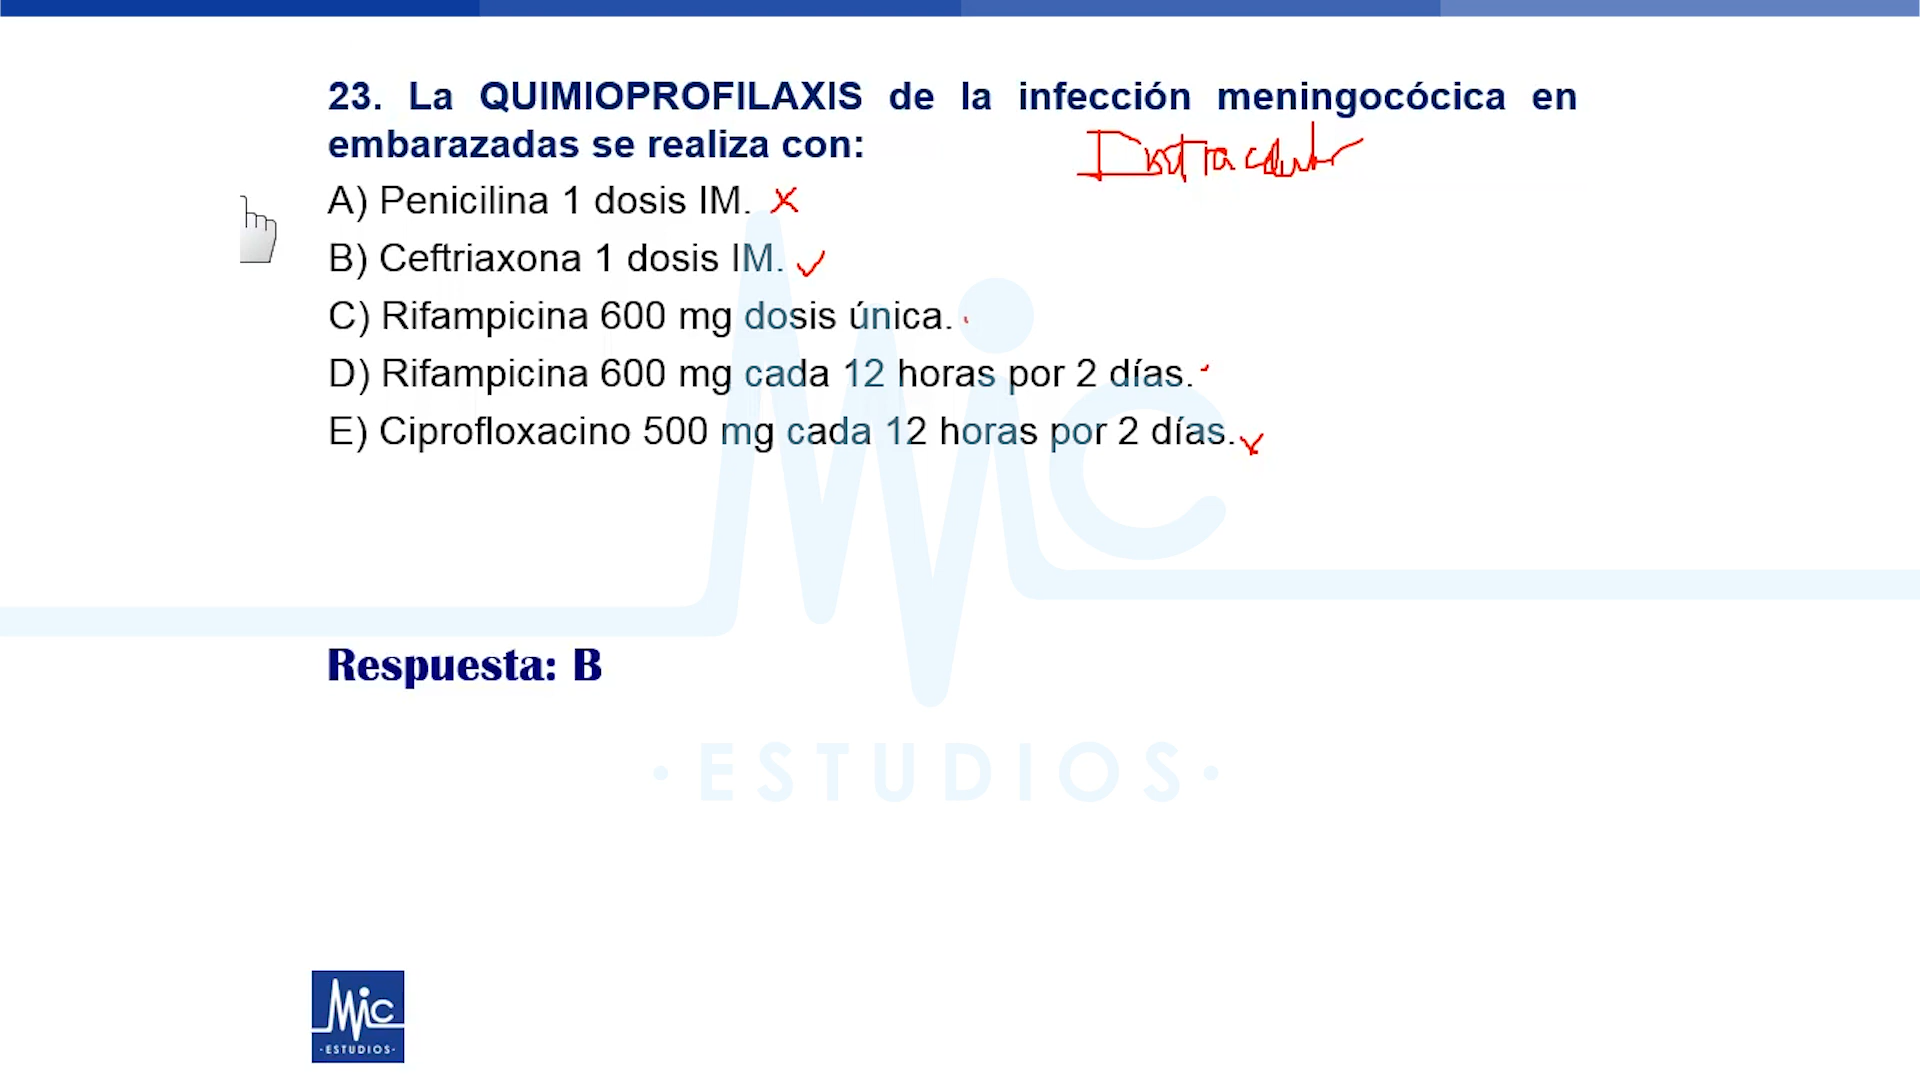 23. La QUIMIOPROFILAXIS de la infección meningocócica en
embarazadas se realiza con:
A) Penicilina 1 dosis IM.
B) Ceftriaxona 1 dosis IM.
C) Rifampicina 600 mg dosis única.
D) Rifampicina 600 mg cada 12 horas por 2 días.
E) Ciprofloxacino 500 mg cada 12 horas por 2 días.
Respuesta: B
Mic
· ESTUDIOS ·
Mic
·ESTUDIOS·